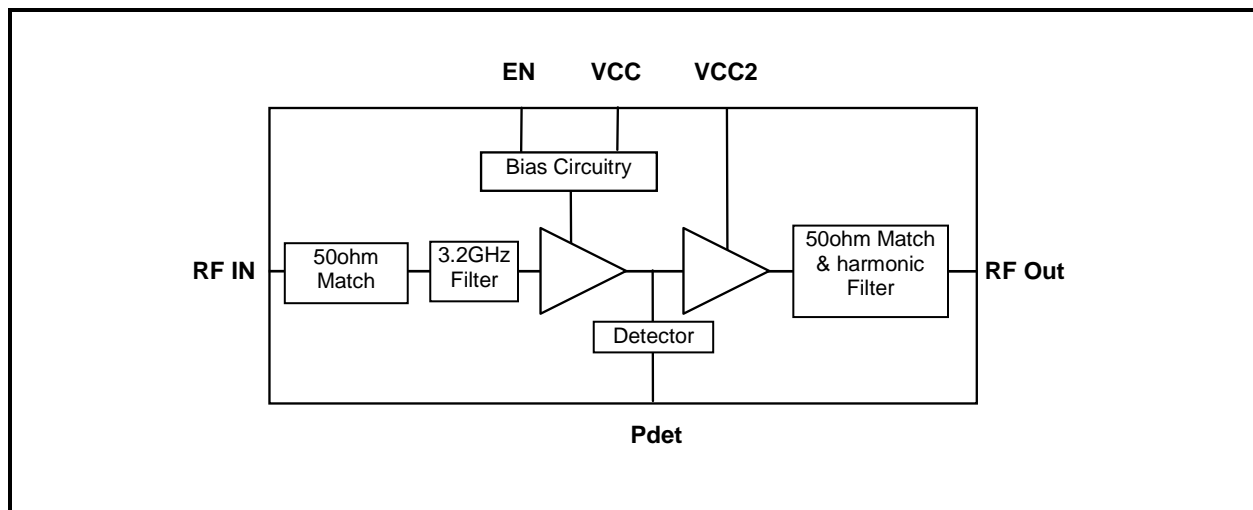 EN VCC VCC2
Bias Circuitry
RF IN
50ohm
Match
3.2GHz
Filter
50ohm Match
& harmonic
Filter
RF Out
Detector
Pdet